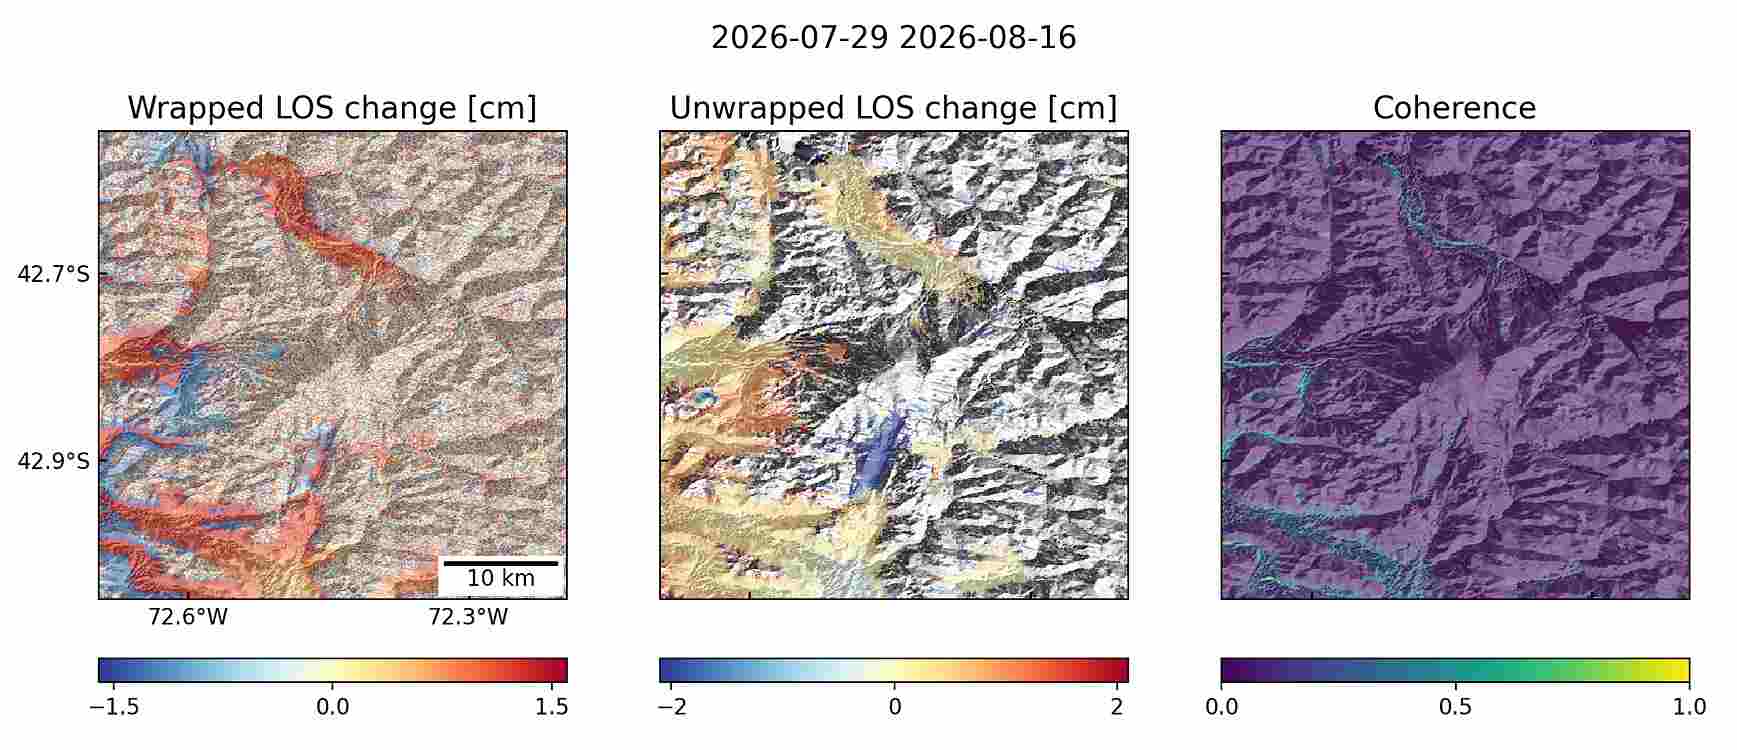 2026-07-29 2026-08-16
Wrapped LOS change [cm]
Unwrapped LOS change [cm]
Coherence
42.7°S
42.9°S
10 km
72.6°W
72.3°W
−1.5
0.0
1.5
−2
0
2
0.0
0.5
1.0